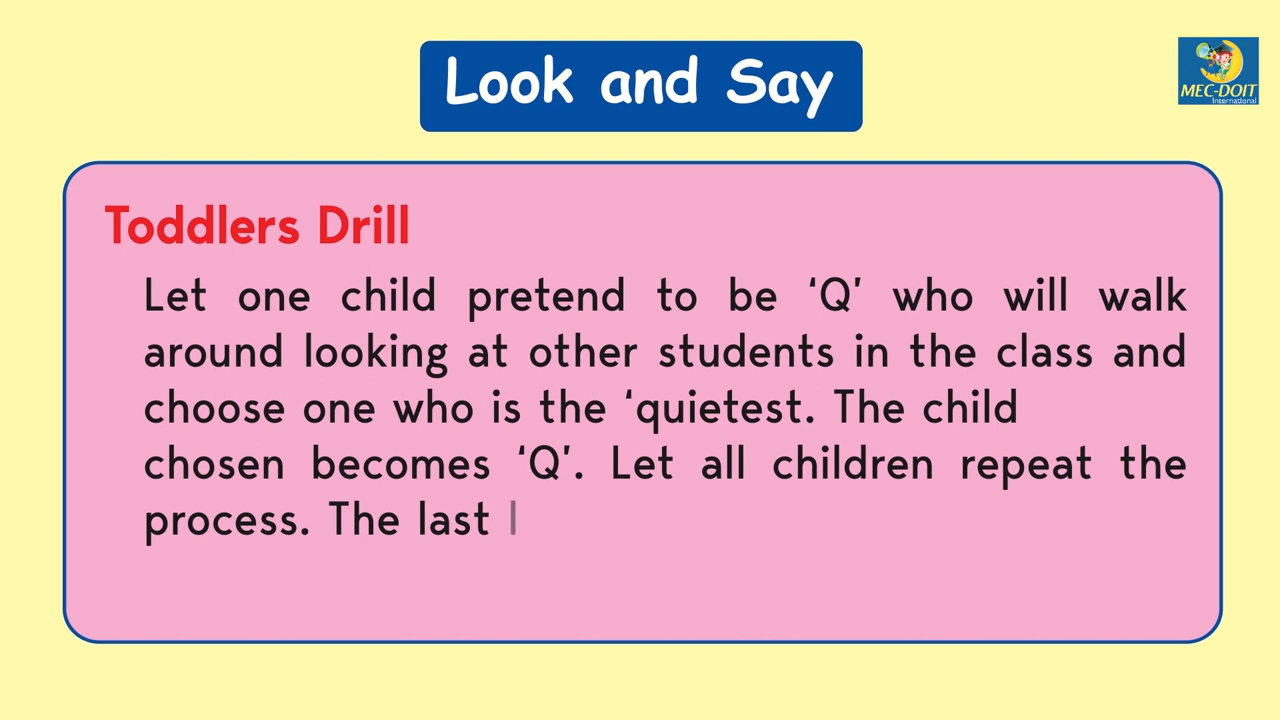 Look and Say
MEC-DOIT
International
Toddlers Drill
Let one child pretend to be ‘Q’ who will walk
around looking at other students in the class and
choose one who is the ‘quietest. The child
chosen becomes ‘Q’. Let all children repeat the
process. The last l